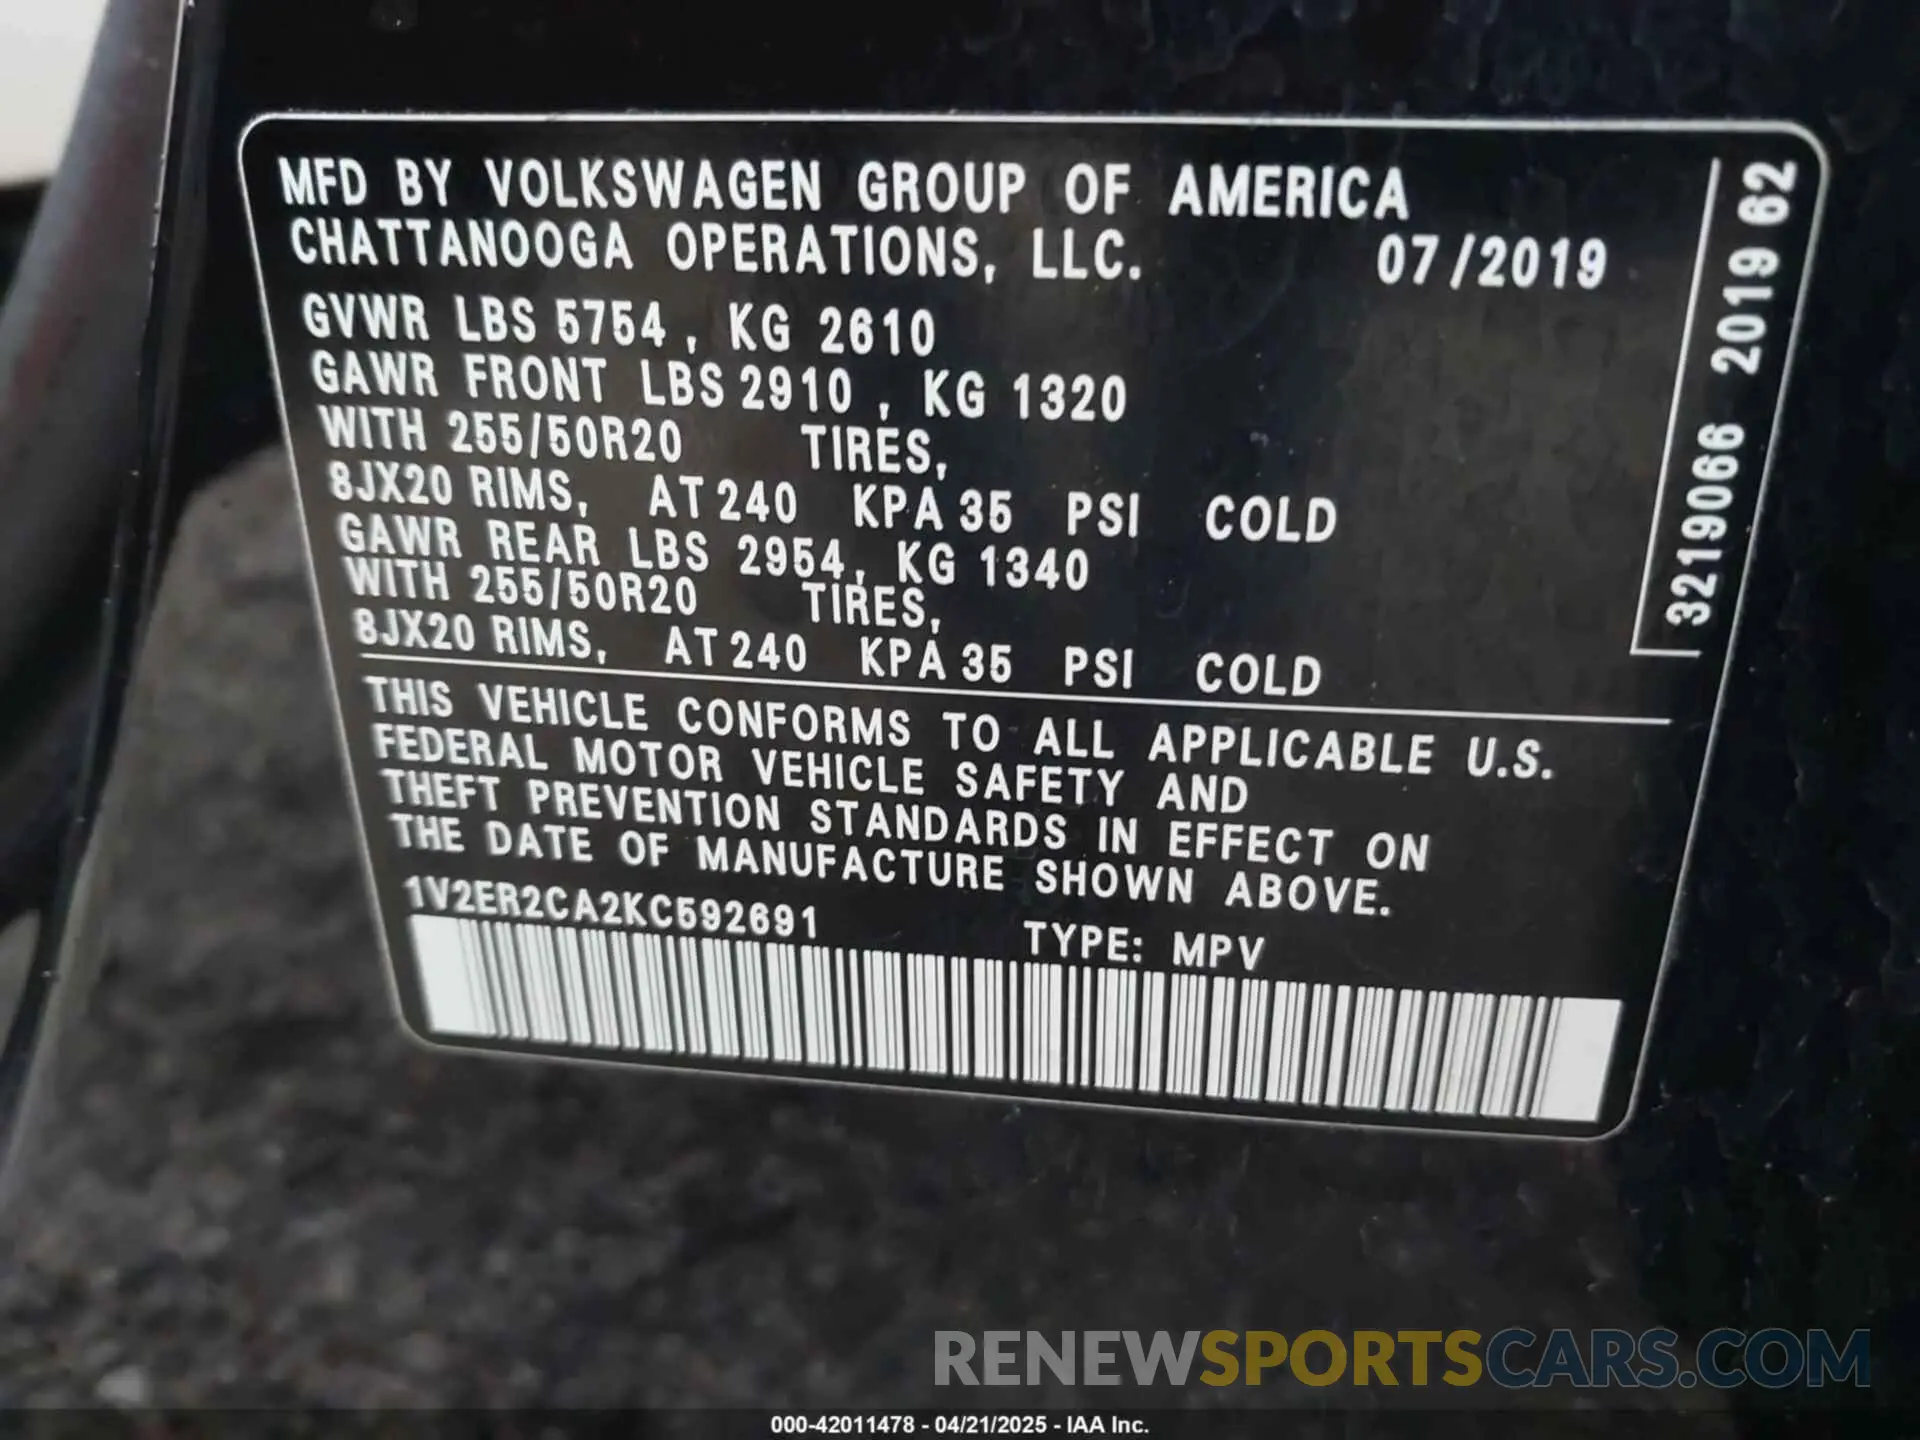 MFD BY VOLKSWAGEN GROUP OF AMERICA
CHATTANOOGA OPERATIONS, LLC. 07/2019
GVWR LBS 5754, KG 2610
GAWR FRONT LBS 2910, KG 1320
WITH 255/50R20 TIRES,
8JX20 RIMS, AT 240 KPA 35 PSI COLD
GAWR REAR LBS 2954, KG 1340
WITH 255/50R20 TIRES,
8JX20 RIMS, AT 240 KPA 35 PSI COLD
THIS VEHICLE CONFORMS TO ALL APPLICABLE U.S.
FEDERAL MOTOR VEHICLE SAFETY AND
THEFT PREVENTION STANDARDS IN EFFECT ON
THE DATE OF MANUFACTURE SHOWN ABOVE.
1V2ER2CA2KC592691 TYPE: MPV
3219066 2019 62
RENEWSPORTSCARS.COM
000-42011478 - 04/21/2025 - IAA Inc.